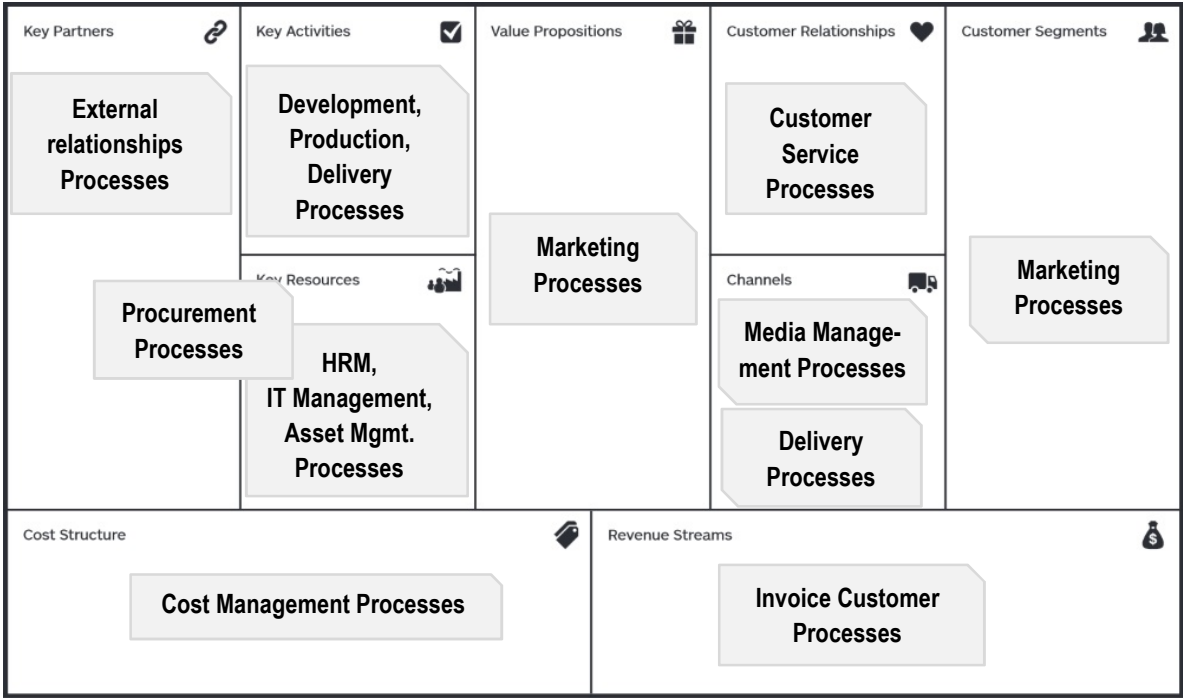 Key Partners
External
relationships
Processes
Key Activities
Development,
Production,
Delivery
Processes
Value Propositions
Marketing
Processes
Customer Relationships
Customer
Service
Processes
Customer Segments
Marketing
Processes
Procurement
Processes
Key Resources
HRM,
IT Management,
Asset Mgmt.
Processes
Channels
Media Manage-
ment Processes
Delivery
Processes
Cost Structure
Cost Management Processes
Revenue Streams
$
Invoice Customer
Processes